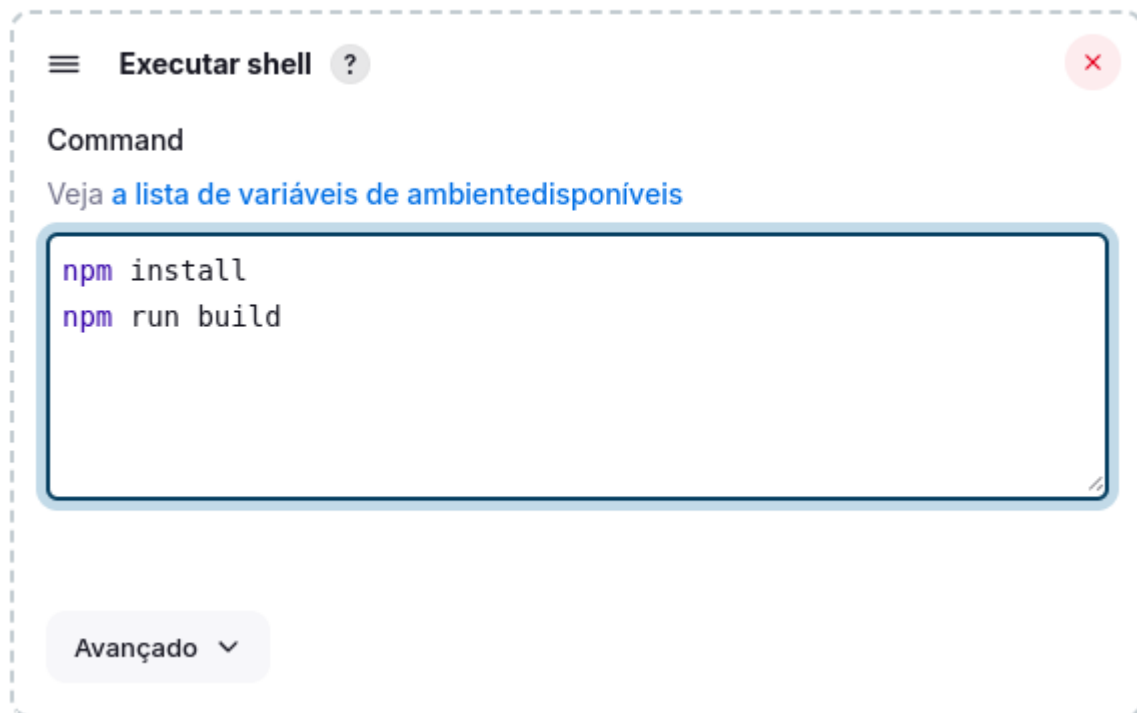 Executar shell ?
Command
Veja a lista de variáveis de ambientedisponíveis
npm install
npm run build
Avançado